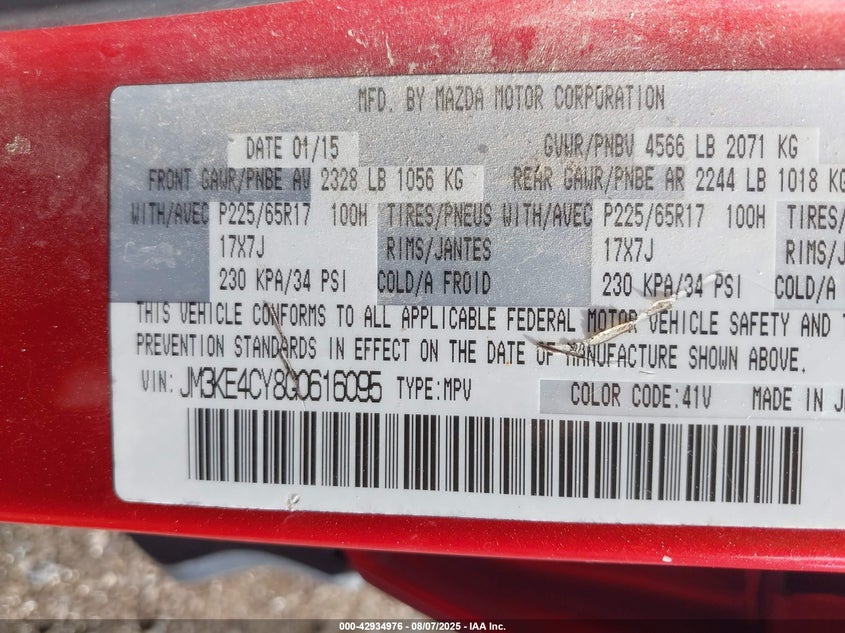 MFD. BY MAZDA MOTOR CORPORATION
DATE 01/15 GVWR/PNBV 4566 LB 2071 KG
FRONT GAWR/PNBE AV 2328 LB 1056 KG REAR GAWR/PNBE AR 2244 LB 1018 KG
WITH/AVEC P225/65R17 100H TIRES/PNEUS WITH/AVEC P225/65R17 100H TIRES/
17X7J RIMS/JANTES 17X7J RIMS/J
230 KPA/34 PSI COLD/A FROID 230 KPA/34 PSI COLD/A
THIS VEHICLE CONFORMS TO ALL APPLICABLE FEDERAL MOTOR VEHICLE SAFETY AND T
PREVENTION STANDARDS IN EFFECT ON THE DATE OF MANUFACTURE SHOWN ABOVE.
VIN: JM3KE4CY8G0616095 TYPE:MPV COLOR CODE:41V MADE IN J
000-42934976 - 08/07/2025 - IAA Inc.